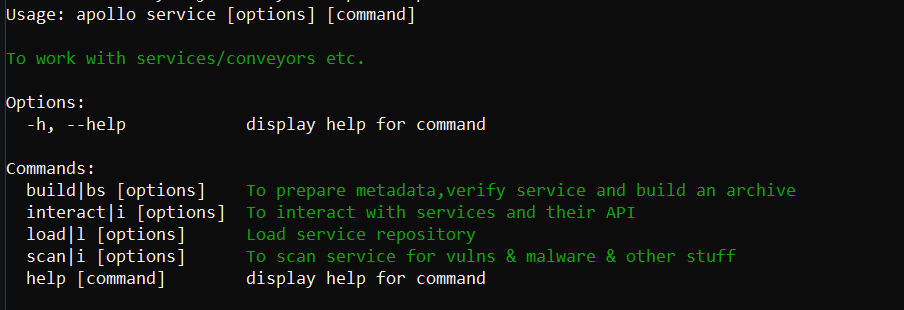 Usage: apollo service [options] [command]
To work with services/conveyors etc.
Options:
-h, --help display help for command
Commands:
build|bs [options] To prepare metadata,verify service and build an archive
interact|i [options] To interact with services and their API
load|l [options] Load service repository
scan|i [options] To scan service for vulns & malware & other stuff
help [command] display help for command